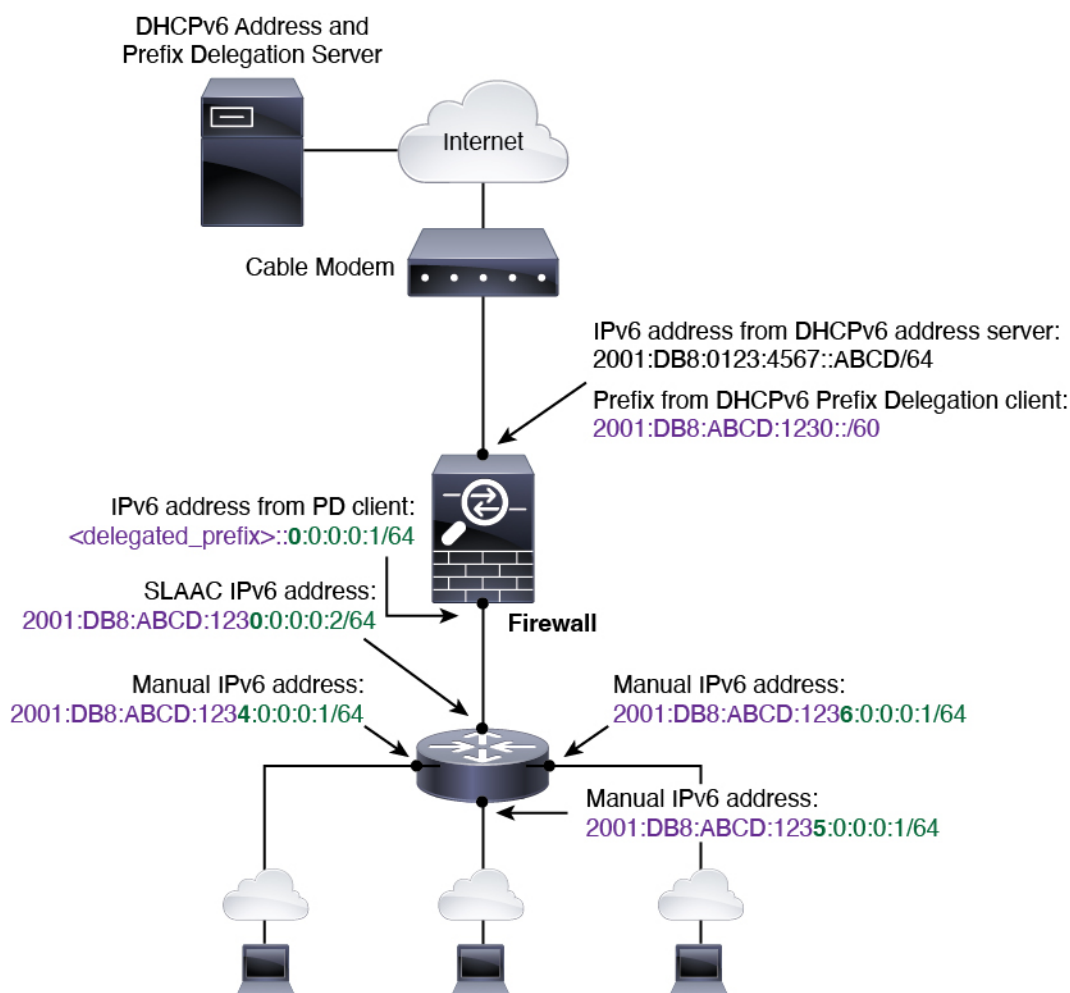 DHCPv6 Address and
Prefix Delegation Server
Internet
Cable Modem
IPv6 address from DHCPv6 address server:
2001:DB8:0123:4567::ABCD/64
Prefix from DHCPv6 Prefix Delegation client:
2001:DB8:ABCD:1230::/60
IPv6 address from PD client:
<delegated_prefix>::0:0:0:0:1/64
SLAAC IPv6 address:
2001:DB8:ABCD:1230:0:0:0:2/64
Firewall
Manual IPv6 address:
2001:DB8:ABCD:1234:0:0:0:1/64
Manual IPv6 address:
2001:DB8:ABCD:1236:0:0:0:1/64
Manual IPv6 address:
2001:DB8:ABCD:1235:0:0:0:1/64